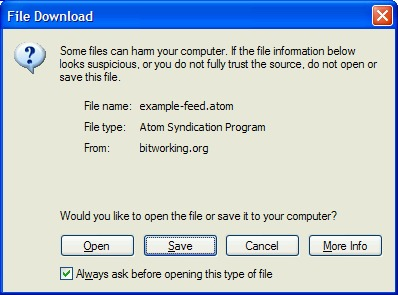 File Download
Some files can harm your computer. If the file information below
looks suspicious, or you do not fully trust the source, do not open or
save this file.
File name: example-feed.atom
File type: Atom Syndication Program
From: bitworking.org
Would you like to open the file or save it to your computer?
Open Save Cancel More Info
Always ask before opening this type of file